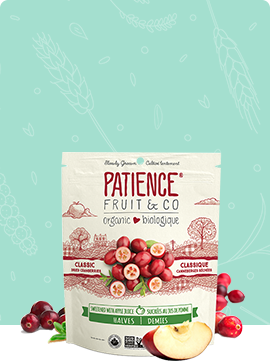 Slowly Grown Cultivé lentement
PATIENCE
FRUIT & CO
organic biologique
CLASSIC CLASSIQUE
DRIED CRANBERRIES CANNEBERGES SÉCHÉES
SWEETENED WITH APPLE JUICE SUCRÉES AU JUS DE POMME
HALVES DEMIES